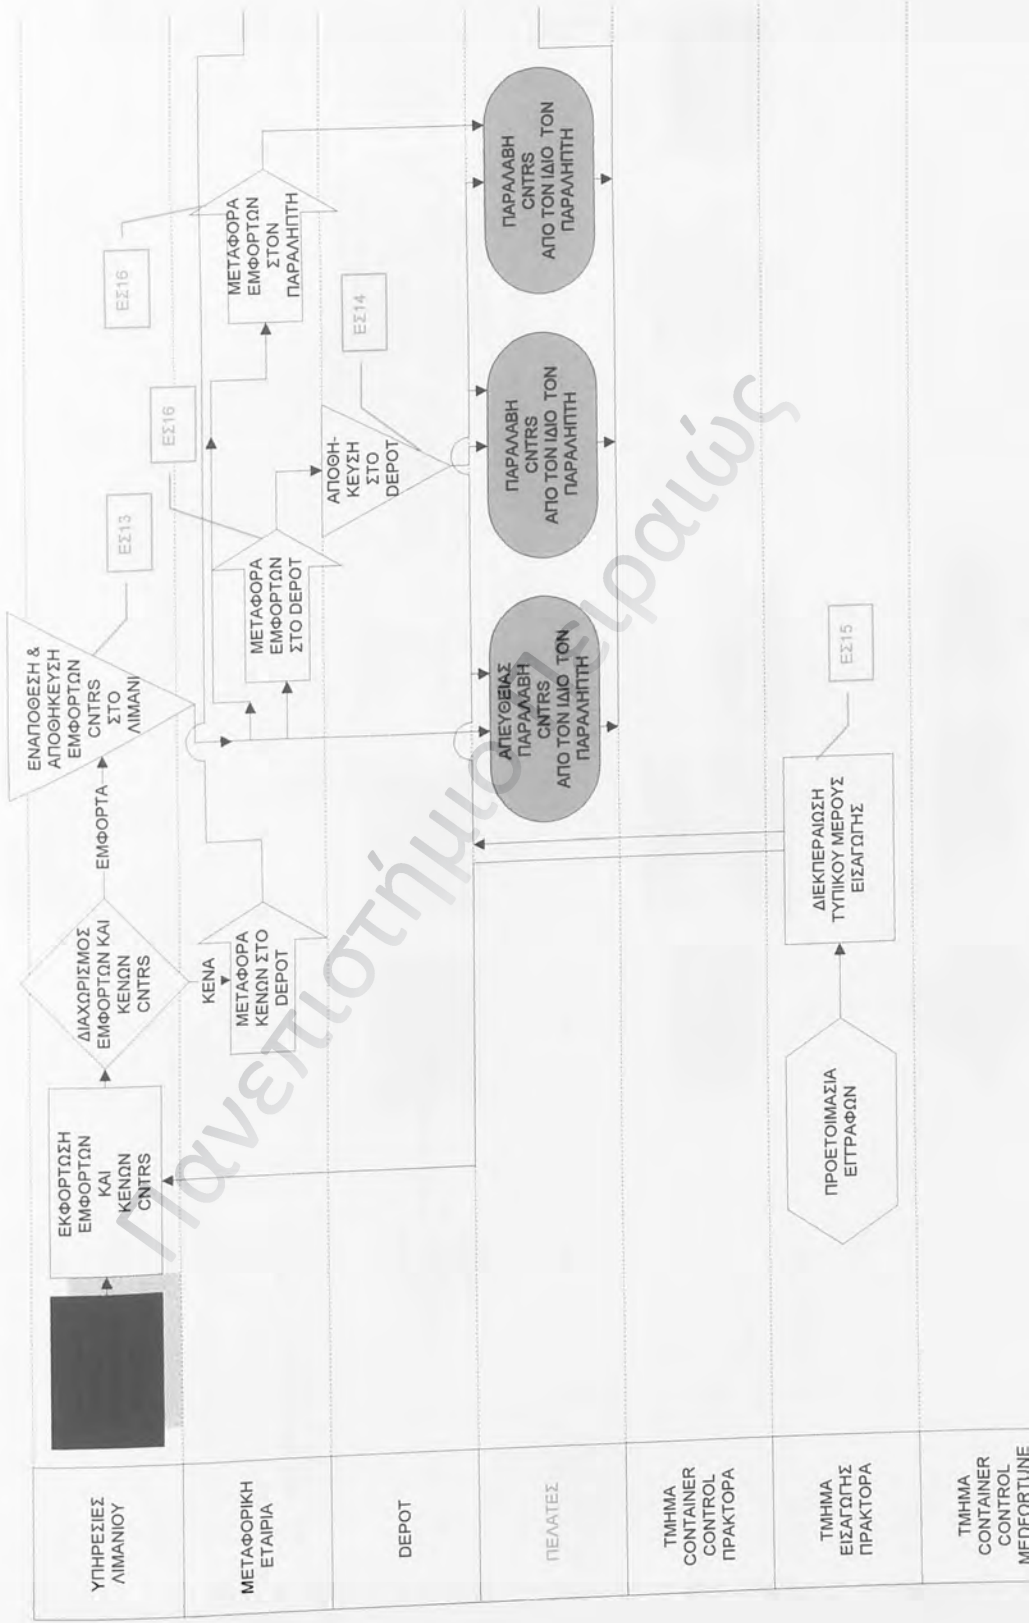 ΥΠΗΡΕΣΙΕΣ
ΛΙΜΑΝΙΟΥ
ΕΚΦΟΡΤΩΣΗ
ΕΜΦΟΡΤΩΝ
ΚΑΙ
ΚΕΝΩΝ
CNTRS
ΔΙΑΧΩΡΙΣΜΟΣ
ΕΜΦΟΡΤΩΝ ΚΑΙ
ΚΕΝΩΝ
CNTRS
ΕΜΦΟΡΤΑ
ΕΝΑΠΟΘΕΣΗ &
ΑΠΟΘΗΚΕΥΣΗ
ΕΜΦΟΡΤΩΝ
CNTRS
ΣΤΟ
ΛΙΜΑΝΙ
ΕΣ13
ΕΣ16
ΕΣ16
ΜΕΤΑΦΟΡΙΚΗ
ΕΤΑΙΡΙΑ
ΚΕΝΑ
ΜΕΤΑΦΟΡΑ
ΚΕΝΩΝ ΣΤΟ
DEPOT
ΜΕΤΑΦΟΡΑ
ΕΜΦΟΡΤΩΝ
ΣΤΟ DEPOT
ΜΕΤΑΦΟΡΑ
ΕΜΦΟΡΤΩΝ
ΣΤΟΝ
ΠΑΡΑΛΗΠΤΗ
DEPOT
ΑΠΟΘΗ-
ΚΕΥΣΗ
ΣΤΟ
DEPOT
ΕΣ14
ΠΕΛΑΤΕΣ
ΑΠΕΥΘΕΙΑΣ
ΠΑΡΑΛΑΒΗ
CNTRS
ΑΠΟ ΤΟΝ ΙΔΙΟ ΤΟΝ
ΠΑΡΑΛΗΠΤΗ
ΠΑΡΑΛΑΒΗ
CNTRS
ΑΠΟ ΤΟΝ ΙΔΙΟ ΤΟΝ
ΠΑΡΑΛΗΠΤΗ
ΠΑΡΑΛΑΒΗ
CNTRS
ΑΠΟ ΤΟΝ ΙΔΙΟ ΤΟΝ
ΠΑΡΑΛΗΠΤΗ
ΤΜΗΜΑ
CONTAINER
CONTROL
ΠΡΑΚΤΟΡΑ
ΤΜΗΜΑ
ΕΙΣΑΓΩΓΗΣ
ΠΡΑΚΤΟΡΑ
ΠΡΟΕΤΟΙΜΑΣΙΑ
ΕΓΓΡΑΦΩΝ
ΔΙΕΚΠΕΡΑΙΩΣΗ
ΤΥΠΙΚΟΥ ΜΕΡΟΥΣ
ΕΙΣΑΓΩΓΗΣ
ΕΣ15
ΤΜΗΜΑ
CONTAINER
CONTROL
MEDFORTUNE
Πανεπιστήμιο Πειραιώς